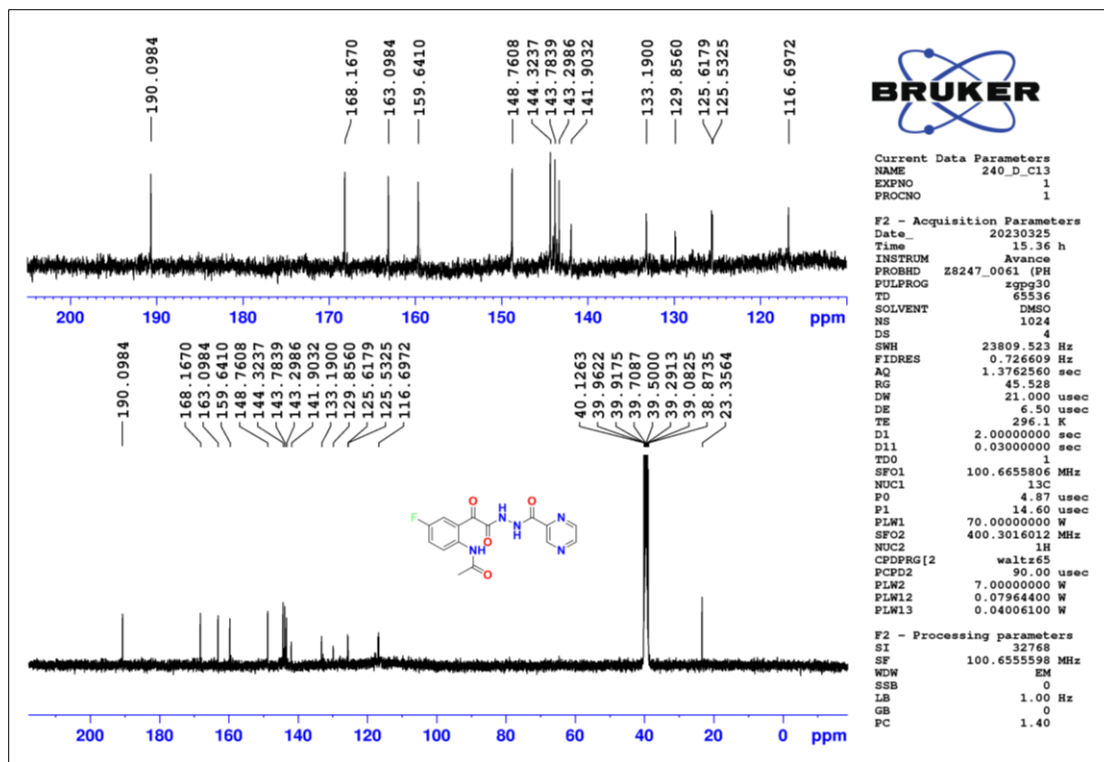 190.0984
168.1670
163.0984
159.6410
148.7608
144.3237
143.7839
143.2986
141.9032
133.1900
129.8560
125.6179
125.5325
116.6972
200 190 180 170 160 150 140 130 120 ppm
190.0984
168.1670
163.0984
159.6410
148.7608
144.3237
143.7839
143.2986
141.9032
133.1900
129.8560
125.6179
125.5325
116.6972
40.1263
39.9622
39.9175
39.7087
39.5000
39.2913
39.0825
38.8735
23.3564
F
O
O
H
N
N
H
O
N
N
NH
O
200 180 160 140 120 100 80 60 40 20 0 ppm
BRUKER
Current Data Parameters
NAME 240_D_C13
EXPNO 1
PROCNO 1
F2 - Acquisition Parameters
Date_ 20230325
Time 15.36 h
INSTRUM Avance
PROBHD Z8247_0061 (PH
PULPROG zgpg30
TD 65536
SOLVENT DMSO
NS 1024
DS 4
SWH 23809.523 Hz
FIDRES 0.726609 Hz
AQ 1.3762560 sec
RG 45.528
DW 21.000 usec
DE 6.50 usec
TE 296.1 K
D1 2.00000000 sec
D11 0.03000000 sec
TD0 1
SFO1 100.6655806 MHz
NUC1 13C
P0 4.87 usec
P1 14.60 usec
PLW1 70.00000000 W
SFO2 400.3016012 MHz
NUC2 1H
CPDPRG[2 waltz65
PCPD2 90.00 usec
PLW2 7.00000000 W
PLW12 0.07964400 W
PLW13 0.04006100 W
F2 - Processing parameters
SI 32768
SF 100.6555598 MHz
WDW EM
SSB 0
LB 1.00 Hz
GB 0
PC 1.40